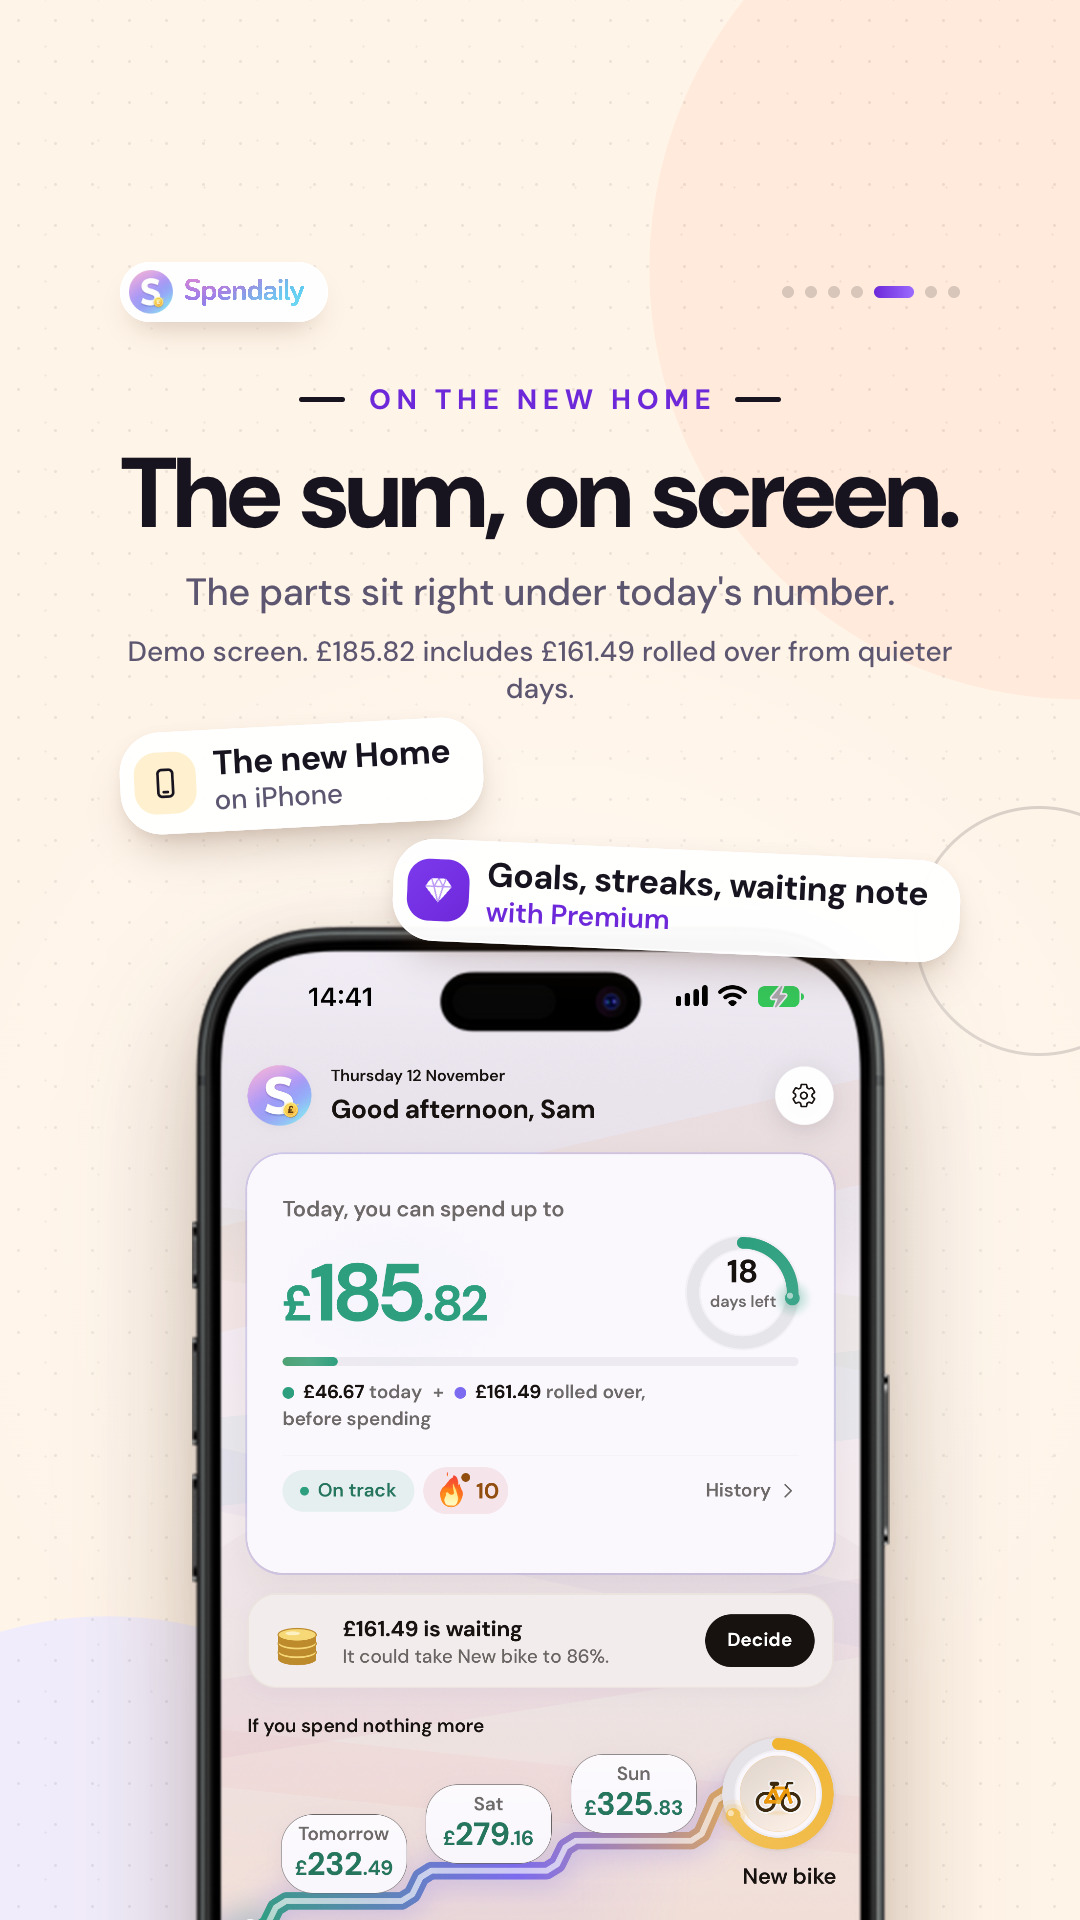 Spendaily
ON THE NEW HOME
The sum, on screen.
The parts sit right under today's number.
Demo screen. £185.82 includes £161.49 rolled over from quieter
days.
The new Home
on iPhone
Goals, streaks, waiting note
with Premium
14:41
Thursday 12 November
Good afternoon, Sam
Today, you can spend up to
£185.82
18
days left
£46.67 today + £161.49 rolled over,
before spending
On track
10
History
£161.49 is waiting
It could take New bike to 86%.
Decide
If you spend nothing more
Sun
£325.83
Sat
£279.16
Tomorrow
£232.49
New bike